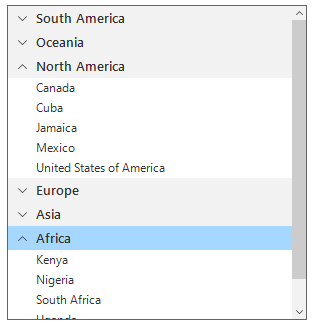 South America
Oceania
North America
Canada
Cuba
Jamaica
Mexico
United States of America
Europe
Asia
Africa
Kenya
Nigeria
South Africa
Uganda